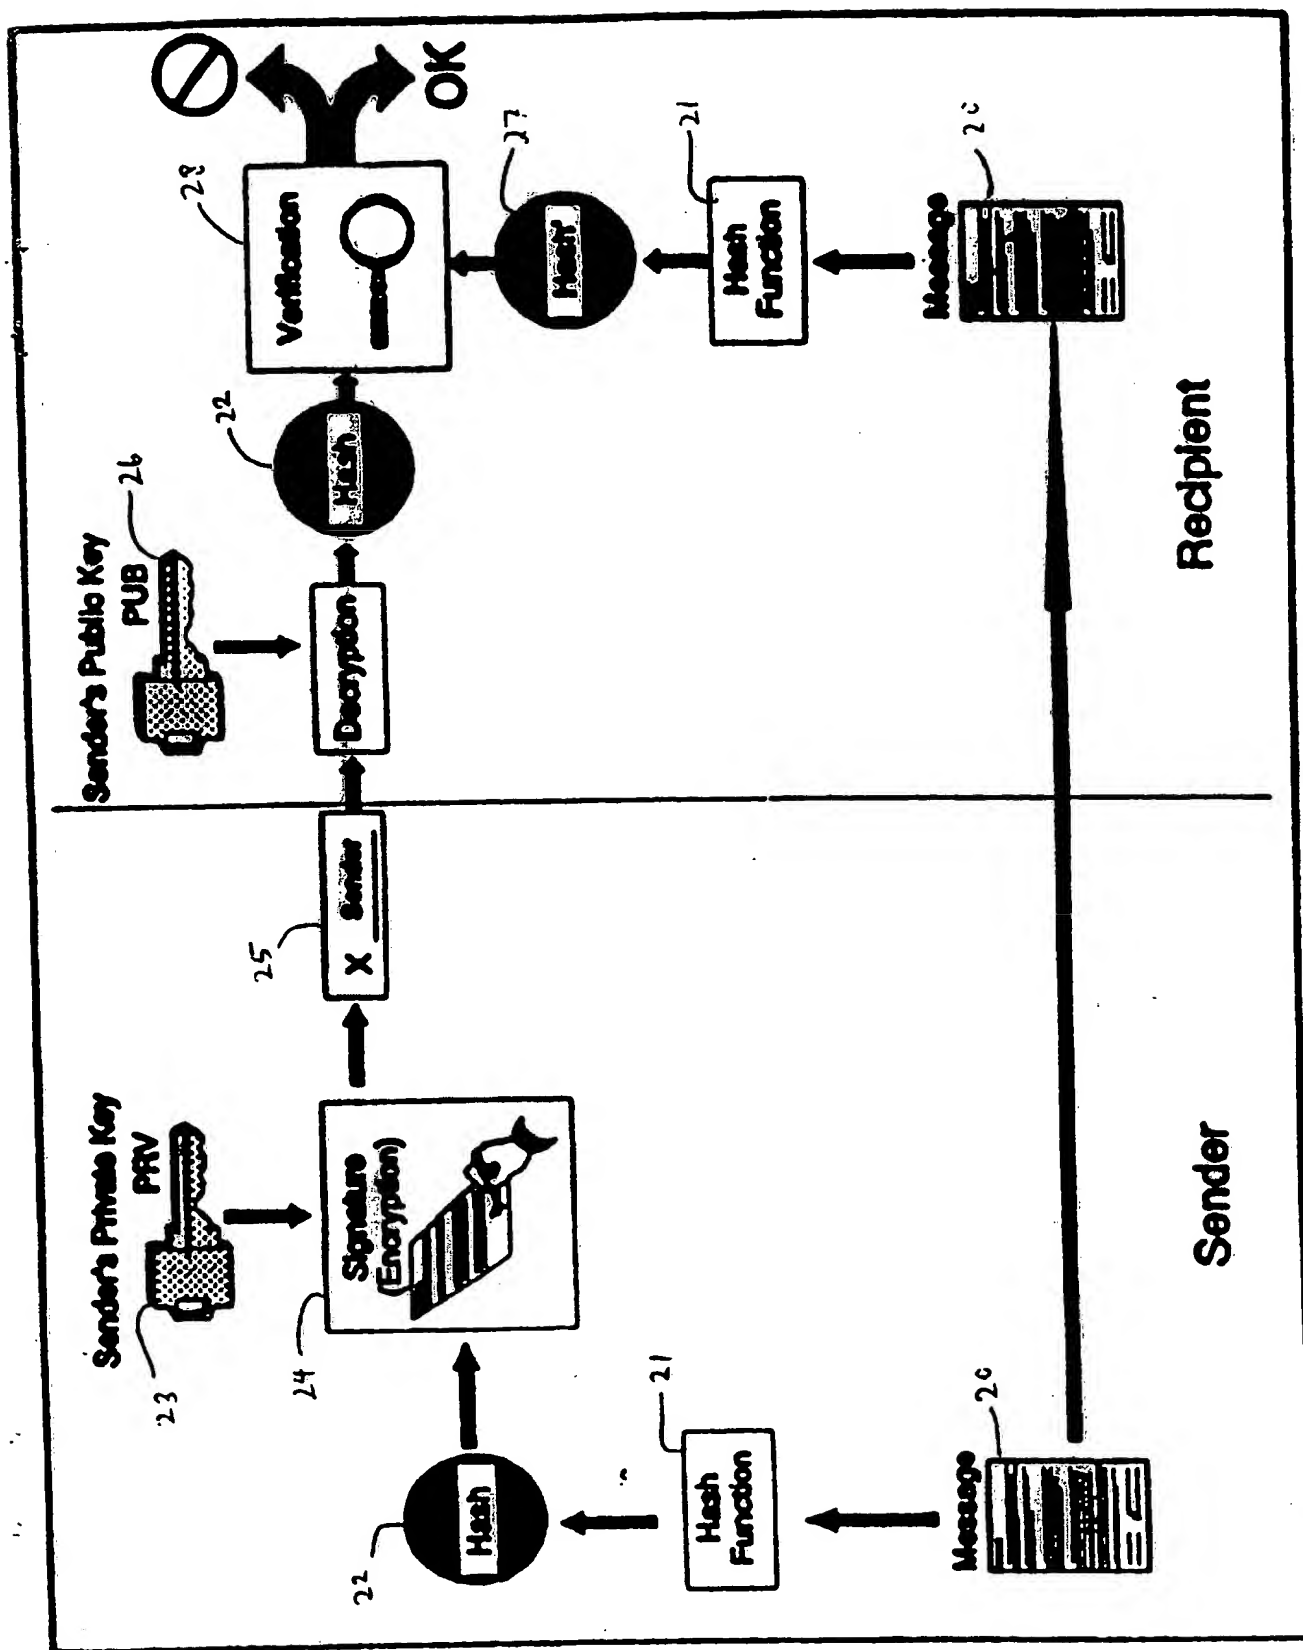 Sender's Private Key
PRV
23
Signature
(Encryption)
24
Hash
22
Hash
Function
21
Message
20
Sender
X Sender
25
Sender's Public Key
PUB
26
Decryption
Hash
22
Verification
28
OK
Hash'
27
Hash
Function
21
Message
20
Recipient